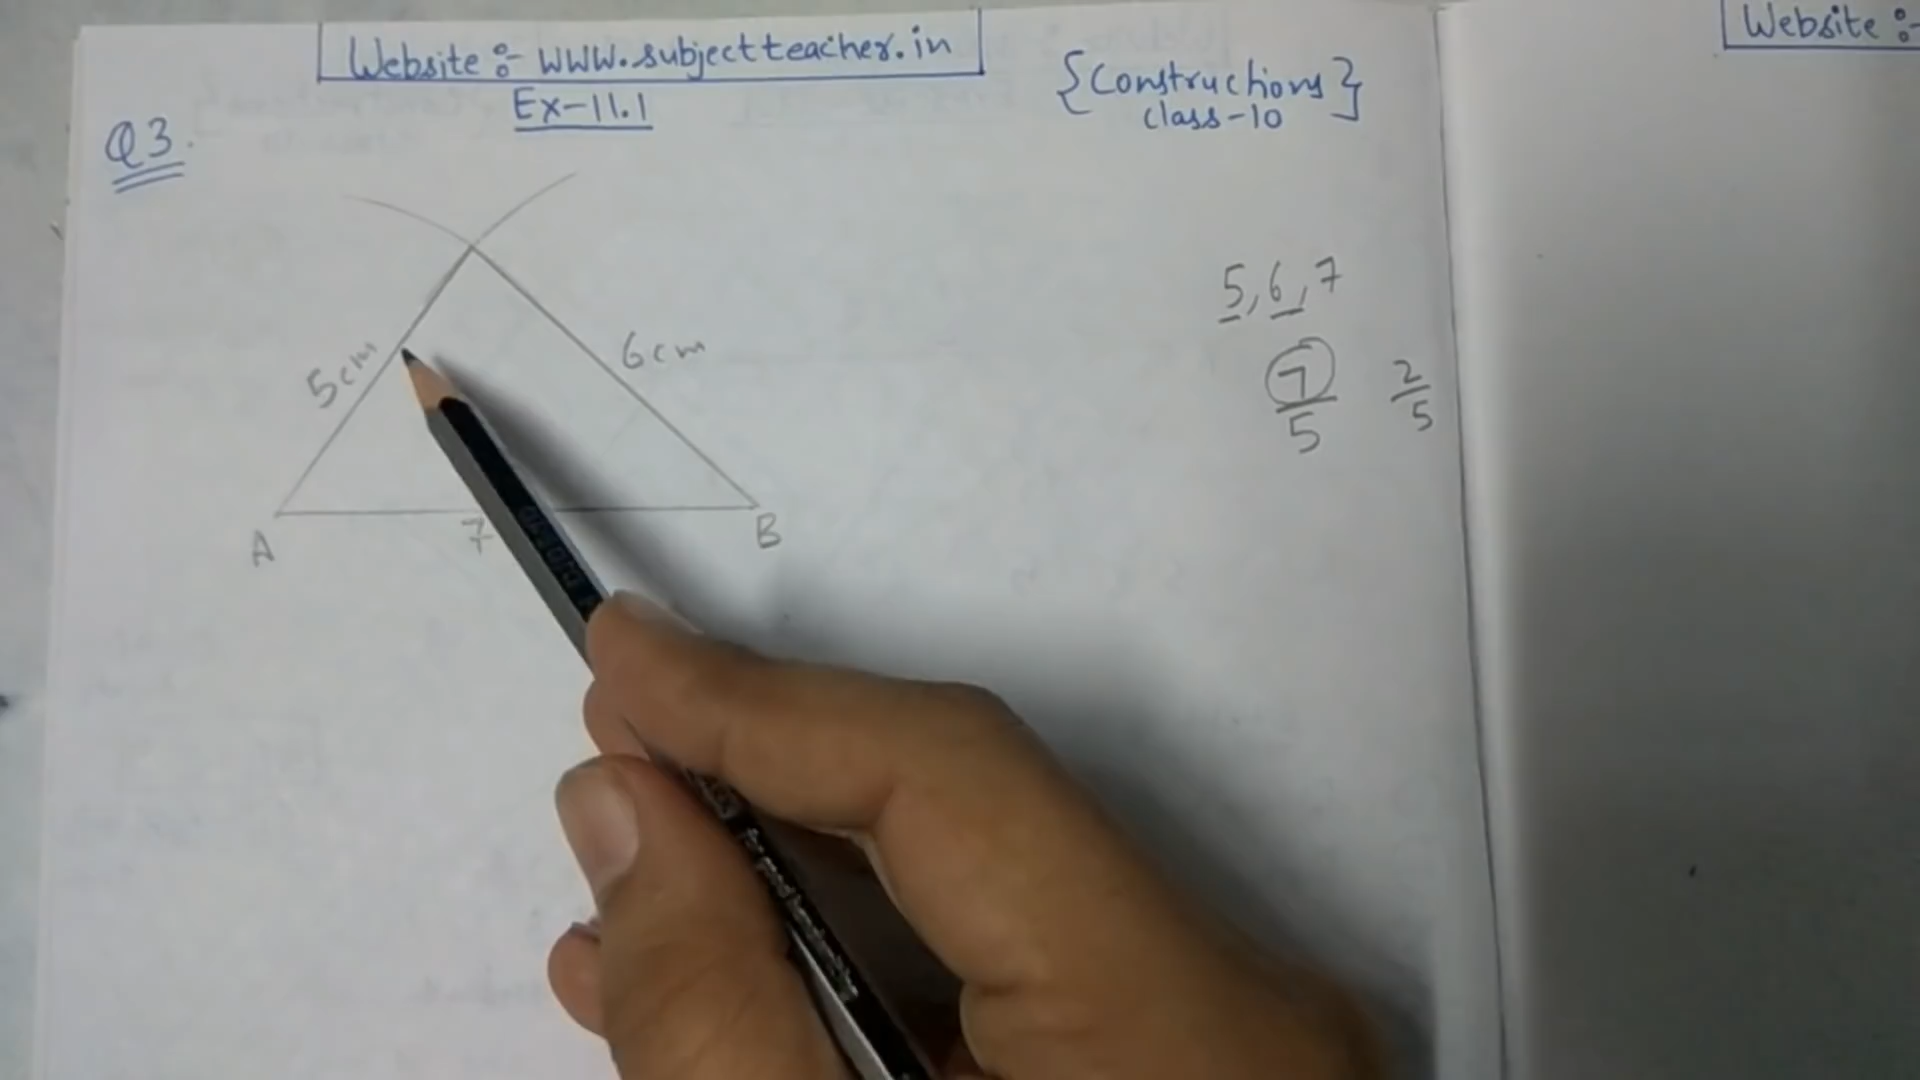 Website :- www.subjectteacher.in
Website :-
Ex-11.1
{Constructions}
class-10
Q3.
5cm
6cm
A
7
B
5, 6, 7
7
5
2
5